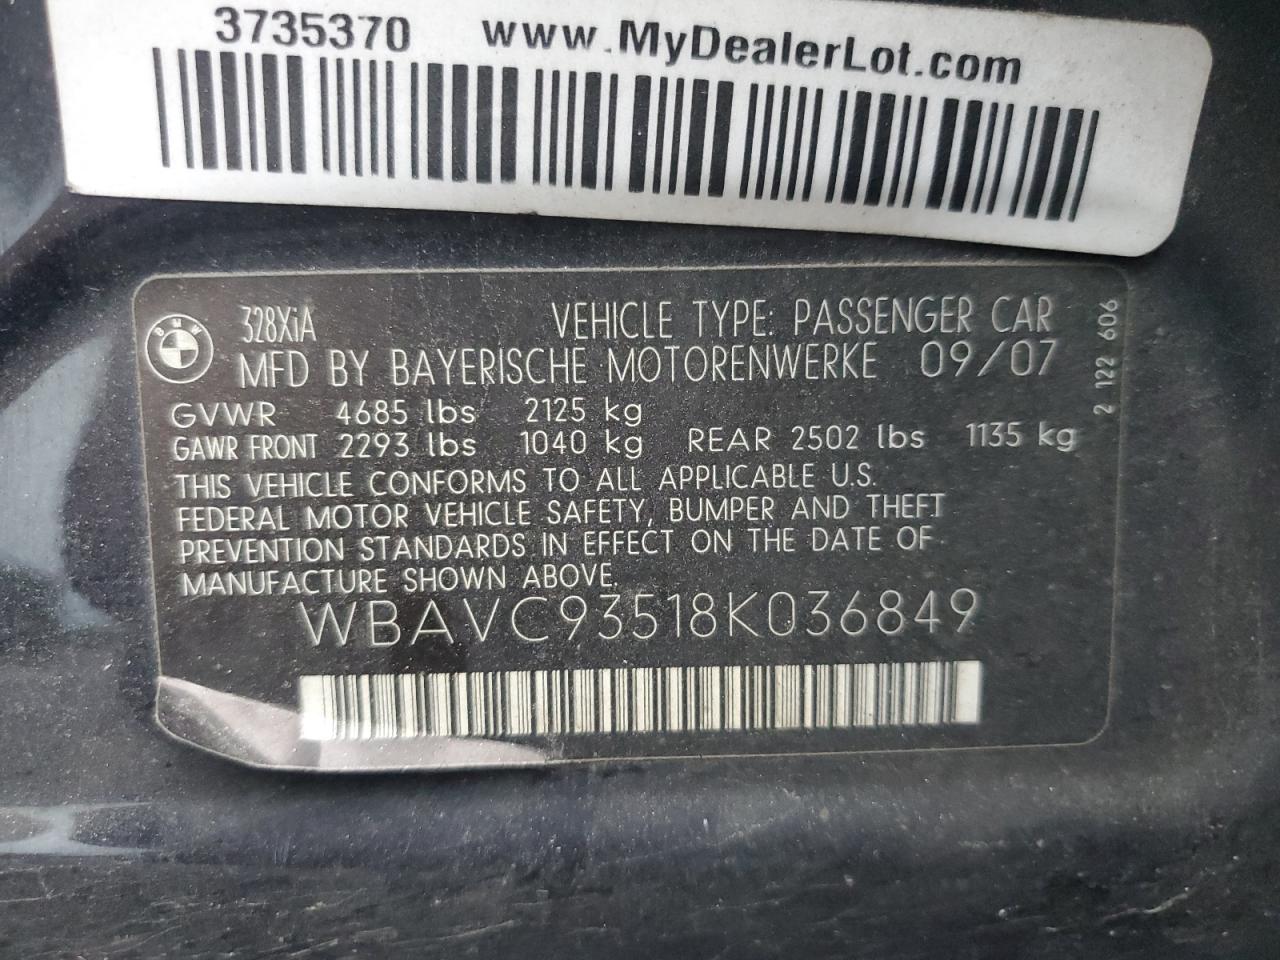 3735370 www.MyDealerLot.com
BMW
328XiA VEHICLE TYPE: PASSENGER CAR
MFD BY BAYERISCHE MOTORENWERKE 09/07
GVWR 4685 lbs 2125 kg
GAWR FRONT 2293 lbs 1040 kg REAR 2502 lbs 1135 kg
THIS VEHICLE CONFORMS TO ALL APPLICABLE U.S.
FEDERAL MOTOR VEHICLE SAFETY, BUMPER AND THEFT
PREVENTION STANDARDS IN EFFECT ON THE DATE OF
MANUFACTURE SHOWN ABOVE.
WBAVC93518K036849
2 122 606